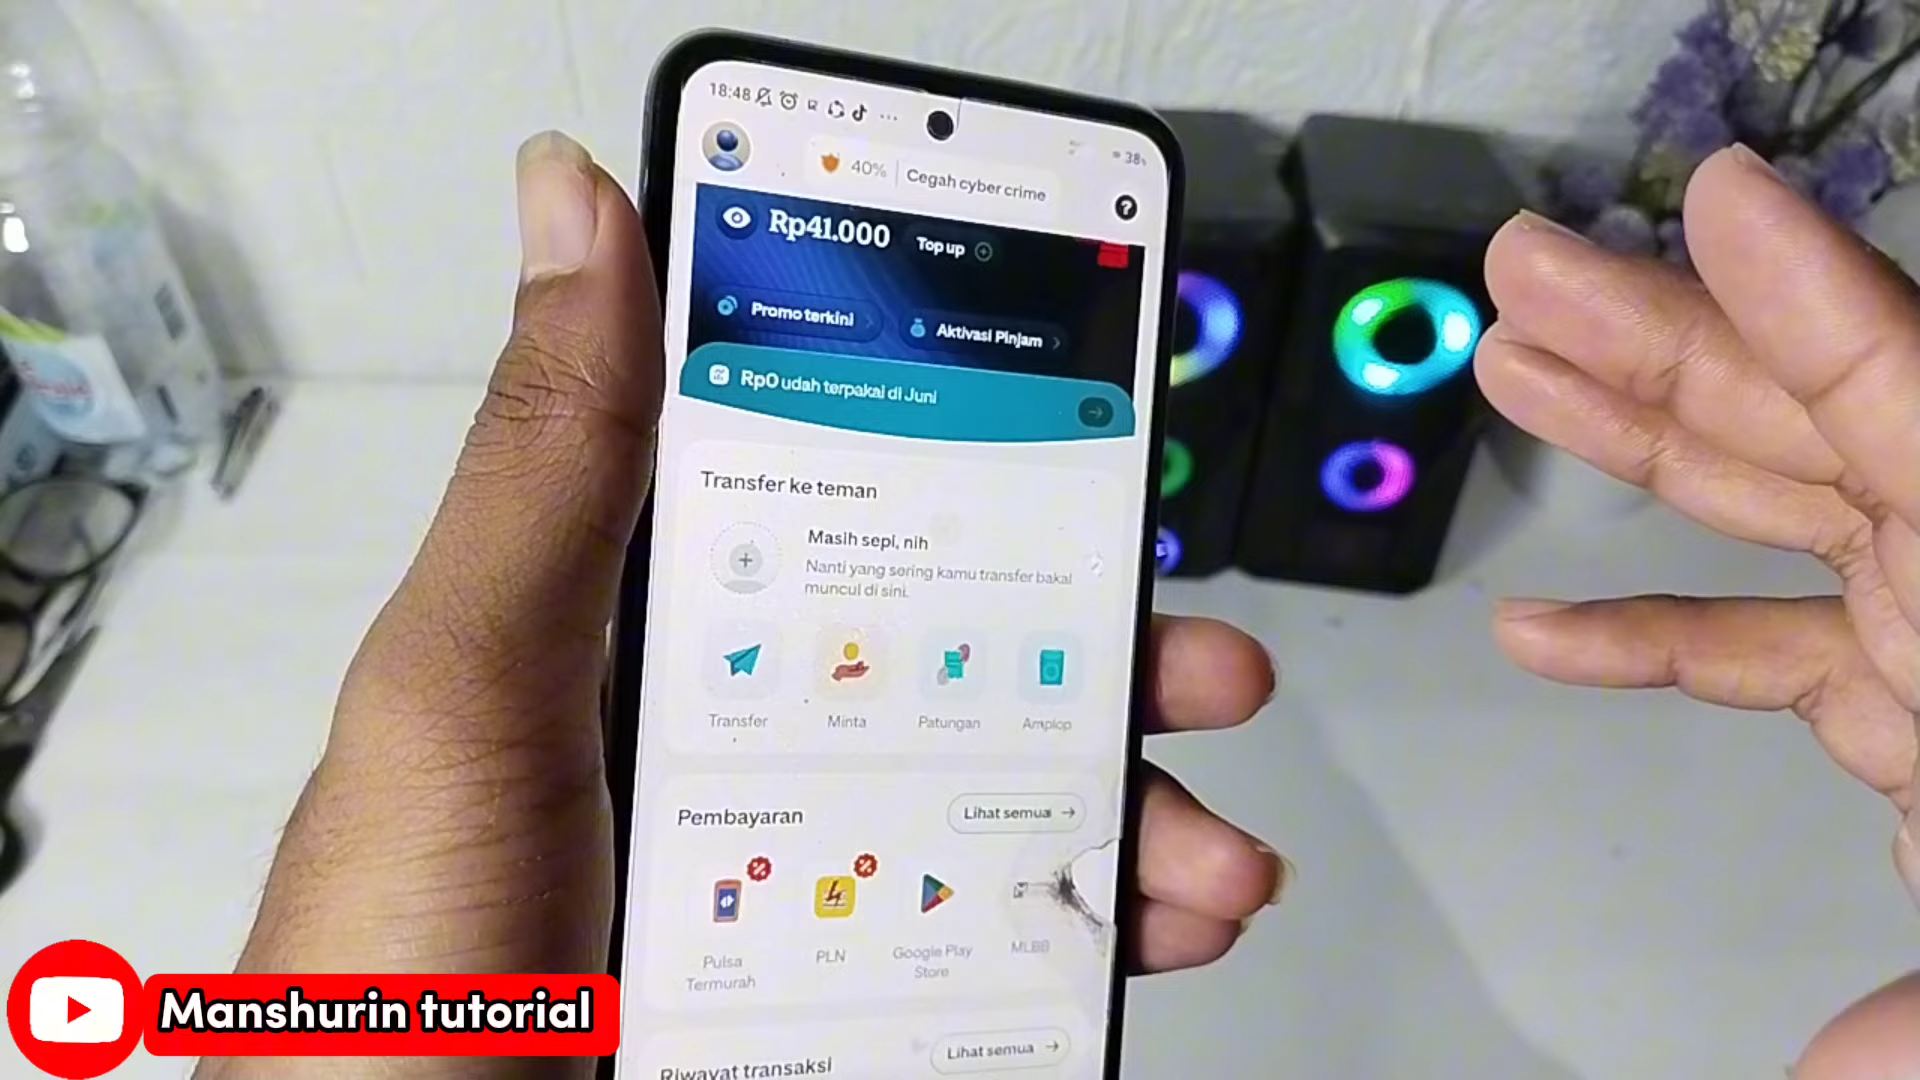 18:48
38%
40% Cegah cyber crime
?
Rp41.000 Top up
Promo terkini
Aktivasi Pinjam
Rp0 udah terpakai di Juni
Transfer ke teman
Masih sepi, nih
Nanti yang sering kamu transfer bakal
muncul di sini.
Transfer
Minta
Patungan
Amplop
Pembayaran
Lihat semua
Pulsa
Termurah
PLN
Google Play
Store
MLBB
Riwayat transaksi
Lihat semua
Manshurin tutorial